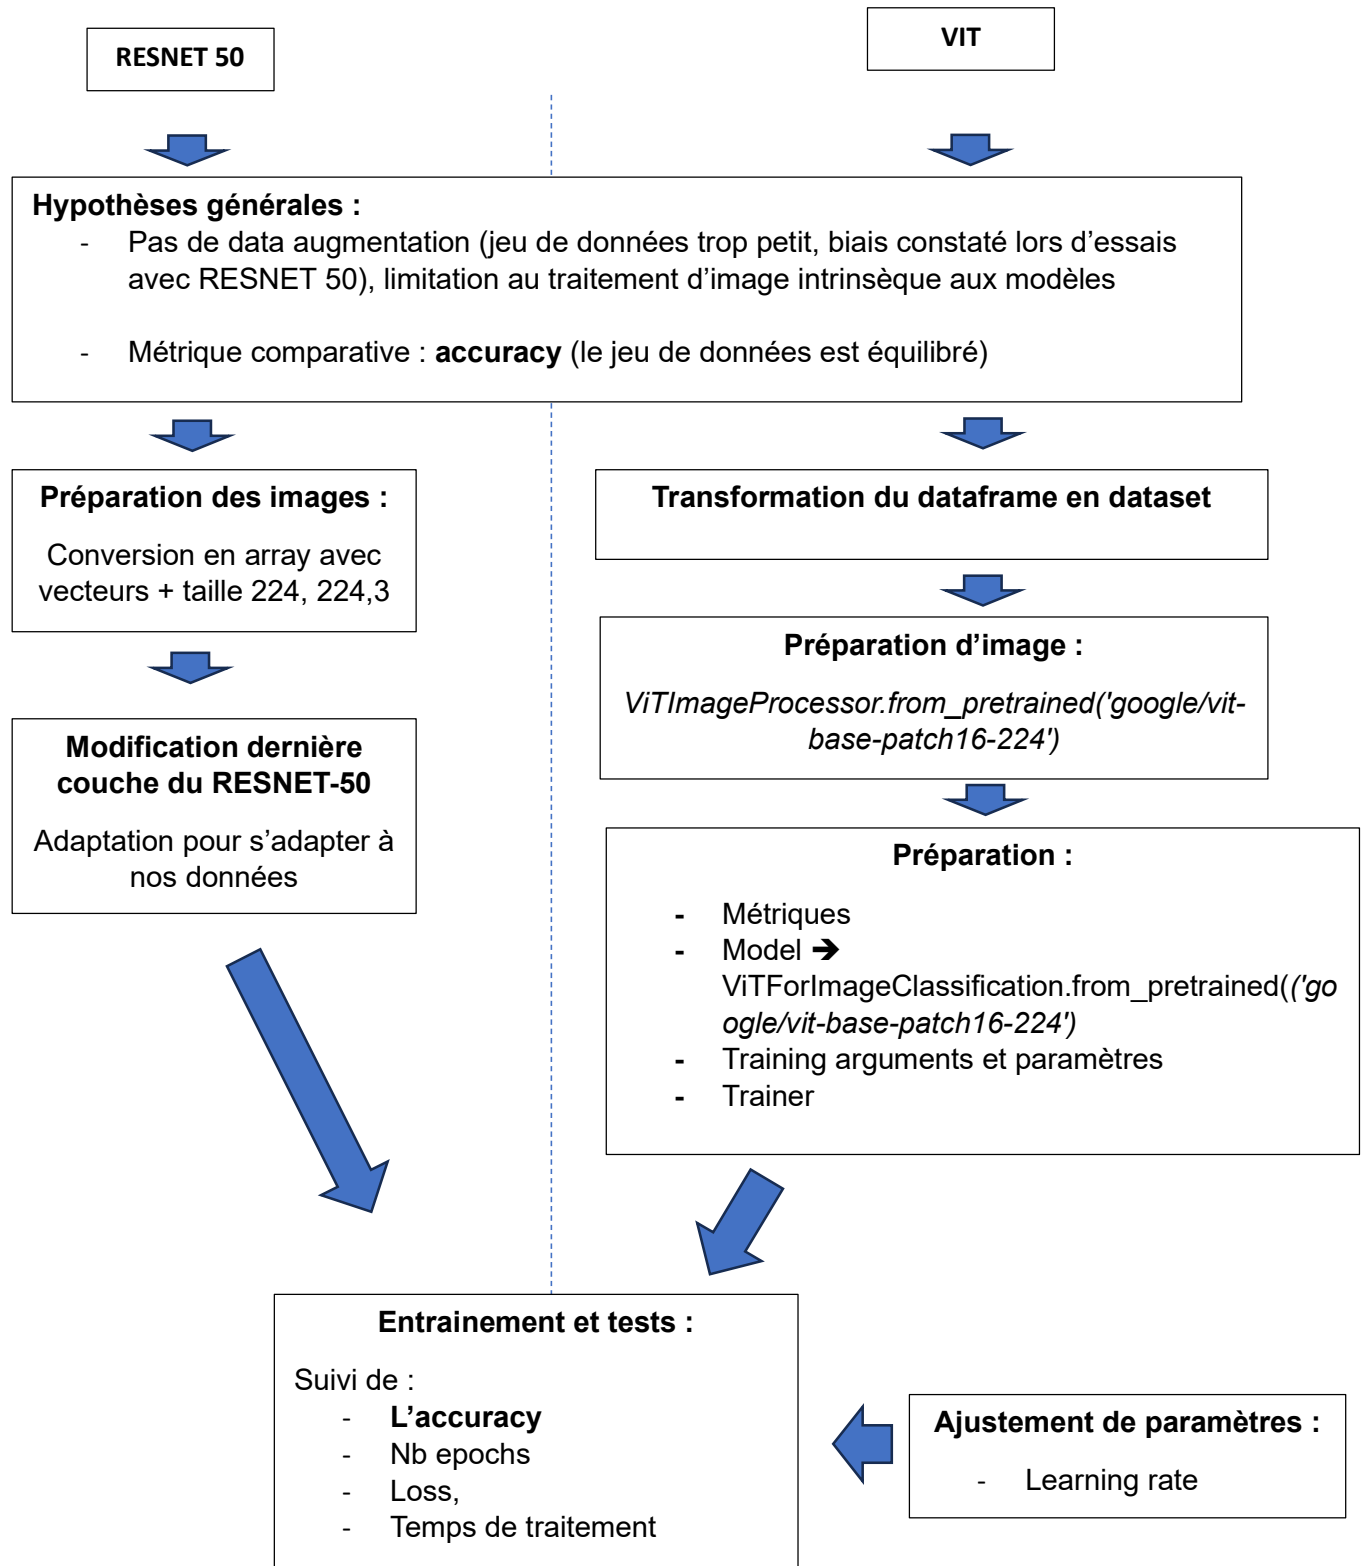 RESNET 50
VIT
Hypothèses générales :
- Pas de data augmentation (jeu de données trop petit, biais constaté lors d’essais
avec RESNET 50), limitation au traitement d’image intrinsèque aux modèles
- Métrique comparative : accuracy (le jeu de données est équilibré)
Préparation des images :
Conversion en array avec
vecteurs + taille 224, 224,3
Modification dernière
couche du RESNET-50
Adaptation pour s’adapter à
nos données
Transformation du dataframe en dataset
Préparation d’image :
ViTImageProcessor.from_pretrained('google/vit-
base-patch16-224')
Préparation :
- Métriques
- Model ➔
ViTForImageClassification.from_pretrained(('go
ogle/vit-base-patch16-224')
- Training arguments et paramètres
- Trainer
Entrainement et tests :
Suivi de :
- L’accuracy
- Nb epochs
- Loss,
- Temps de traitement
Ajustement de paramètres :
- Learning rate